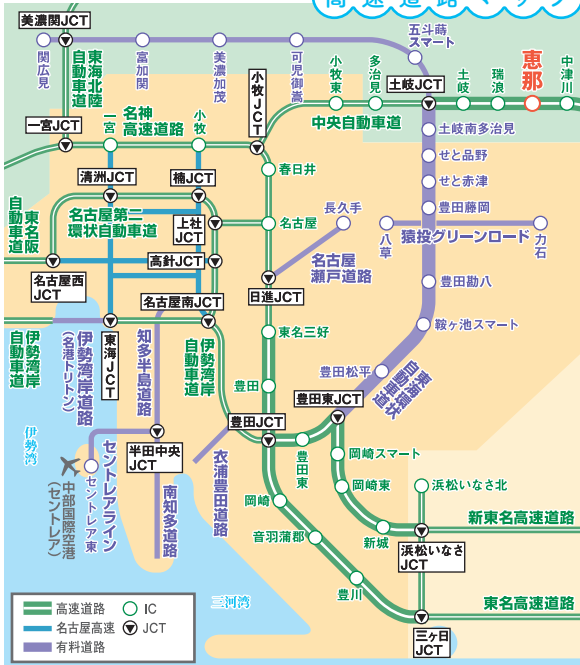 高速道路マップ
美濃関JCT
関広見
富加関
美濃加茂
可児御嵩
五斗蒔
スマート
東海北陸
自動車道
小牧JCT
小牧東
多治見
土岐JCT
土岐
瑞浪
恵那
中津川
一宮JCT
一宮
名神
高速道路
小牧
中央自動車道
土岐南多治見
清洲JCT
楠JCT
春日井
せと品野
せと赤津
東名阪
自動車道
名古屋第二
環状自動車道
上社
JCT
名古屋
長久手
豊田藤岡
八草
猿投グリーンロード
力石
名古屋西
JCT
高針JCT
名古屋
瀬戸道路
日進JCT
名古屋南JCT
豊田勘八
伊勢湾岸
自動車道
東海JCT
伊勢湾岸道路
(名港トリトン)
知多半島道路
伊勢湾岸
自動車道
東名三好
鞍ヶ池スマート
豊田松平
東海環状
自動車道
豊田
豊田東JCT
豊田JCT
伊勢湾
半田中央
JCT
豊田東
岡崎スマート
岡崎東
浜松いなさ北
中部国際空港
(セントレア)
セントレア東
セントレアライン
南知多道路
衣浦豊田道路
岡崎
新城
新東名高速道路
音羽蒲郡
浜松いなさ
JCT
豊川
三河湾
東名高速道路
三ヶ日
JCT
高速道路
IC
名古屋高速
JCT
有料道路